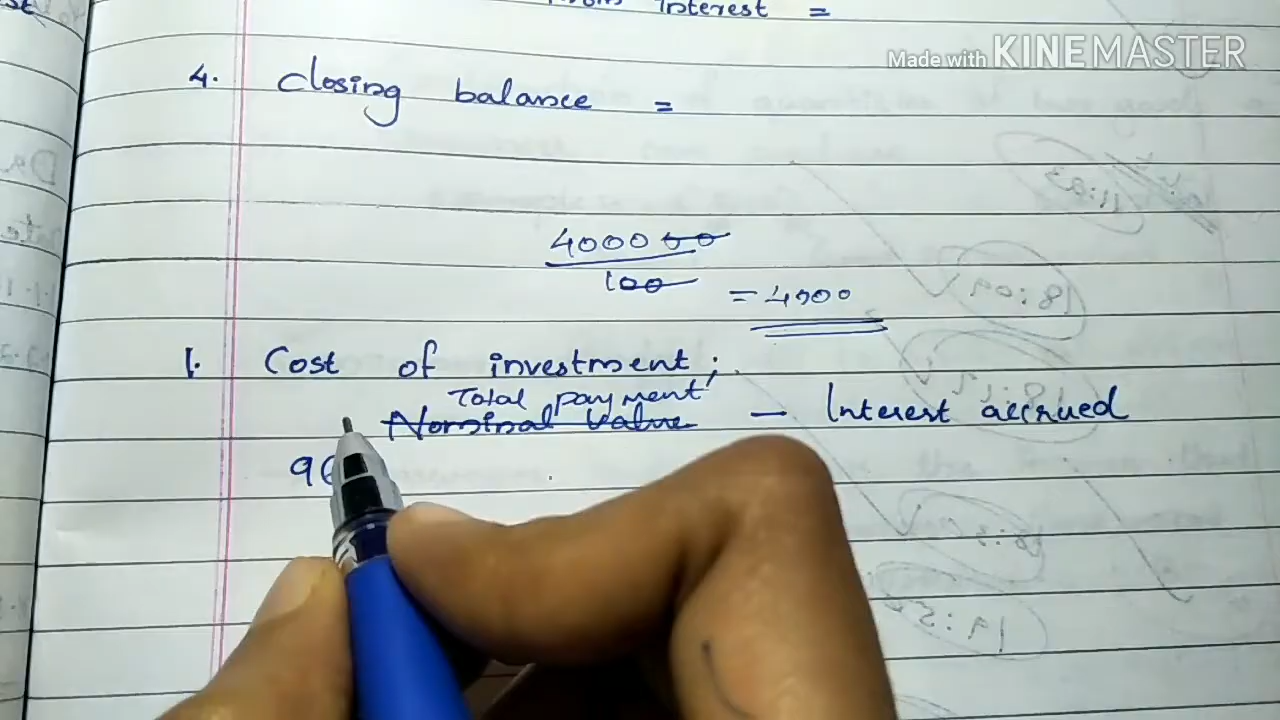 Interest =
Made with KINEMASTER
4. Closing balance =
400000
100
= 4000
1. Cost of investment ;
Total payment
Nominal Value - Interest accrued